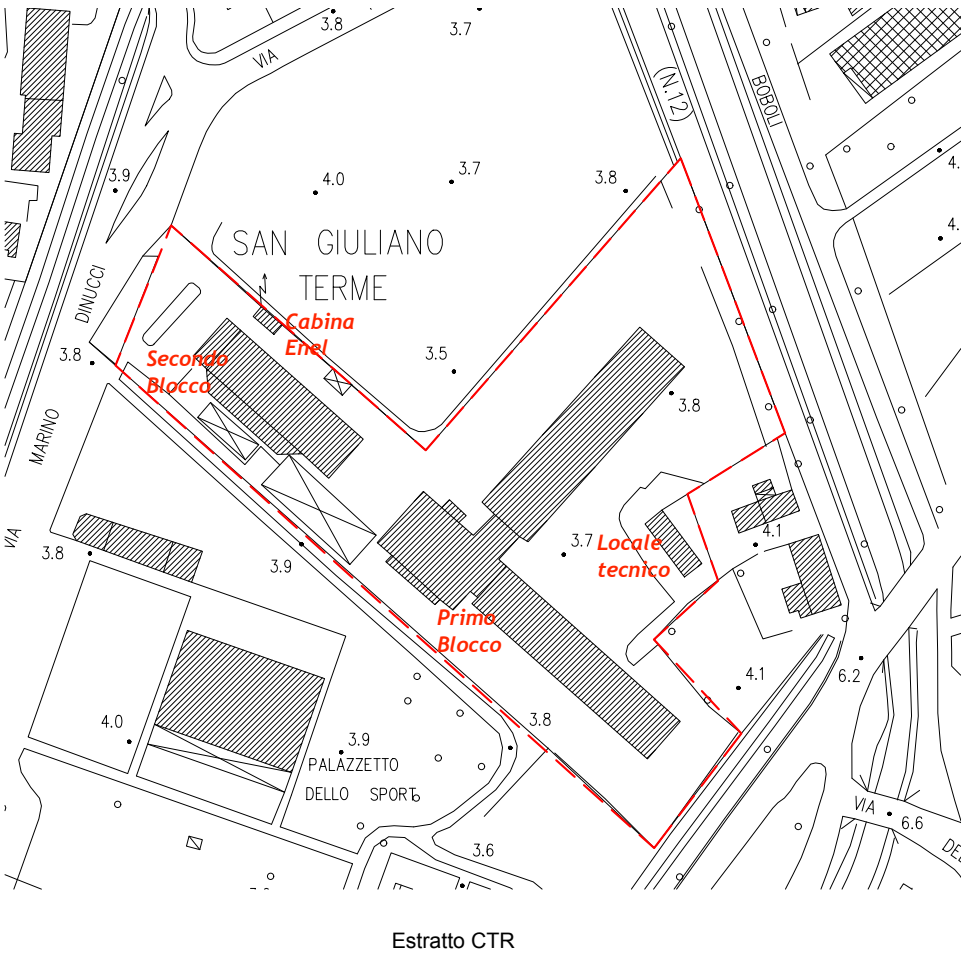 3.8
3.7
VIA
(N.12)
BOBOLI
3.9
4.0
3.7
3.8
4.
4.
SAN GIULIANO
TERME
DINUCCI
Cabina
Enel
Secondo
Blocco
3.8
3.5
3.8
MARINO
VIA
3.8
3.9
3.7
Locale
tecnico
4.1
Primo
Blocco
6.2
4.1
4.0
3.9
3.8
PALAZZETTO
DELLO SPORT
3.6
VIA
6.6
Estratto CTR